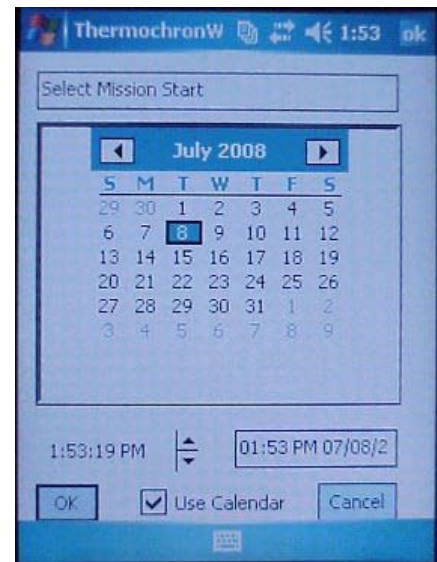 ThermochronW 1:53 ok
Select Mission Start
July 2008
S M T W T F S
29 30 1 2 3 4 5
6 7 8 9 10 11 12
13 14 15 16 17 18 19
20 21 22 23 24 25 26
27 28 29 30 31 1 2
3 4 5 6 7 8 9
1:53:19 PM 01:53 PM 07/08/2
OK Use Calendar Cancel